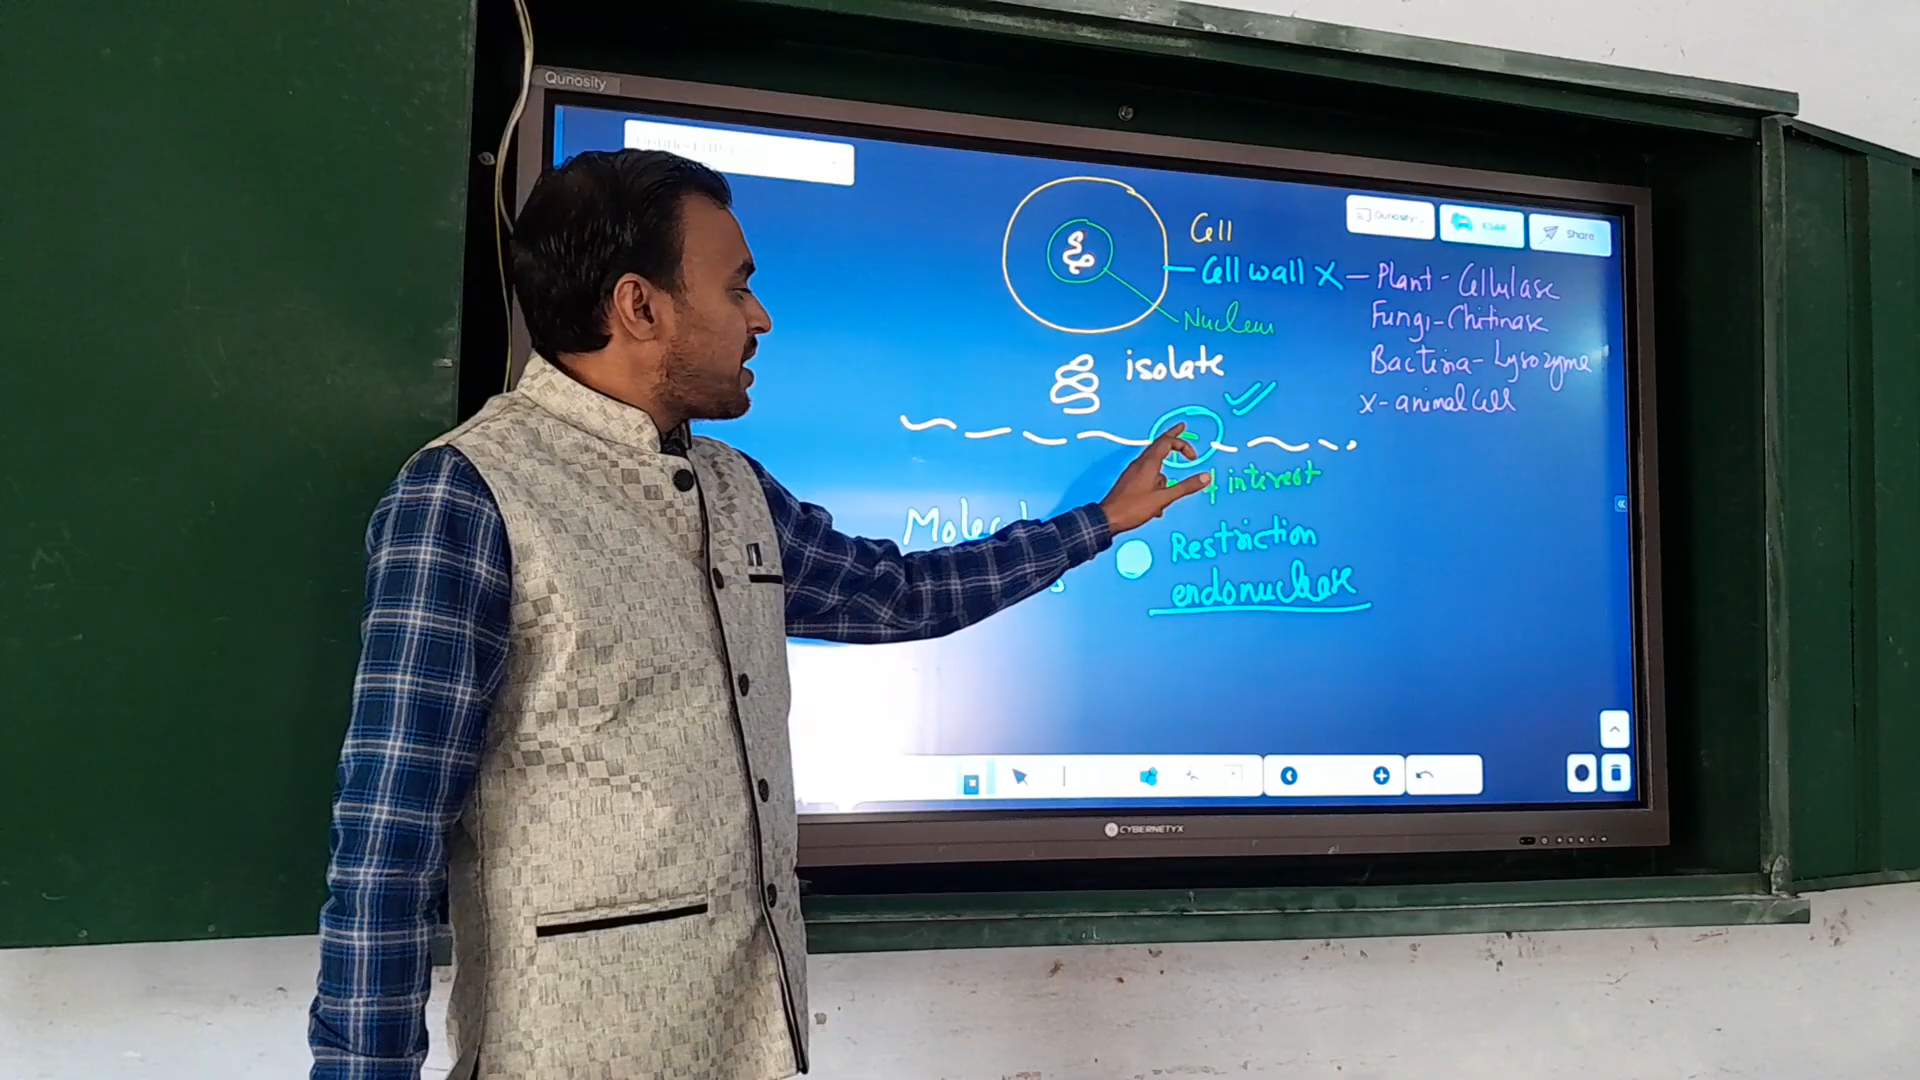 Qunosity
Cell
Cell wall X - Plant - Cellulase
Fungi - Chitinase
Nucleus
Bacteria - Lysozyme
isolate
X - animal Cell
interest
Restriction
endonuclease
Share
CYBERNETYX